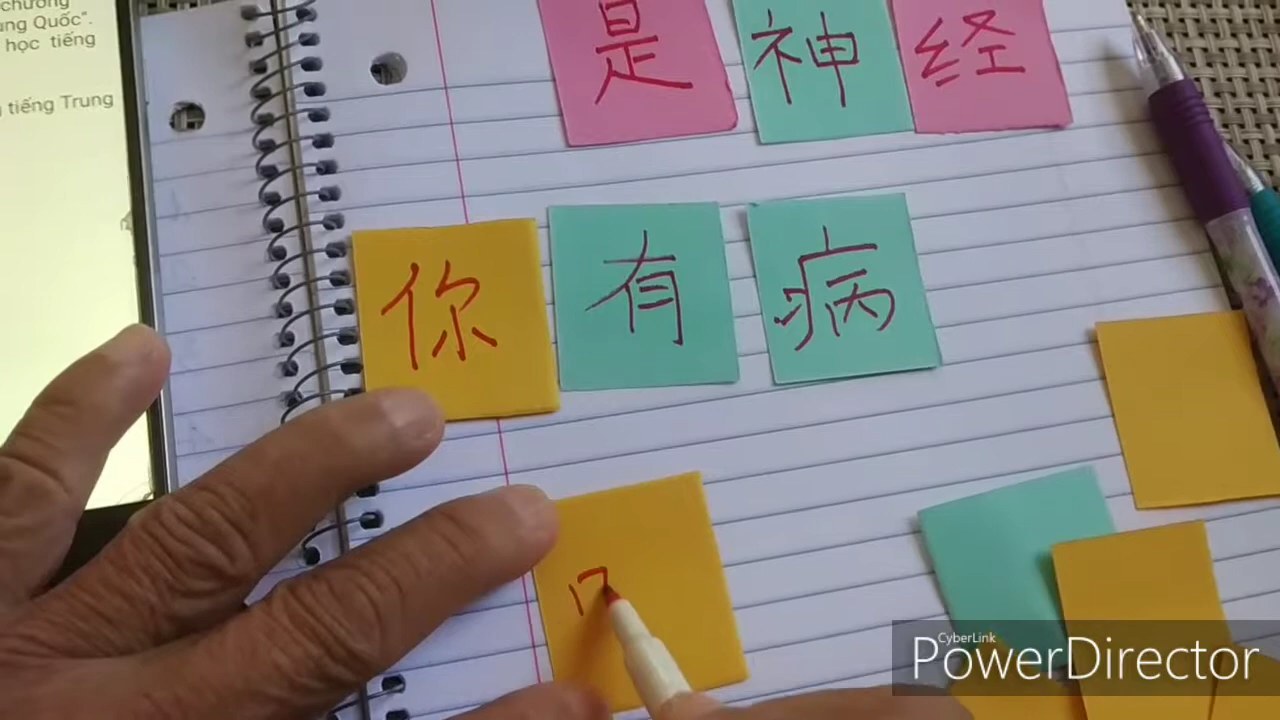 chương
ung Quốc".
học tiếng
tiếng Trung
是神经
你有病
CyberLink
PowerDirector